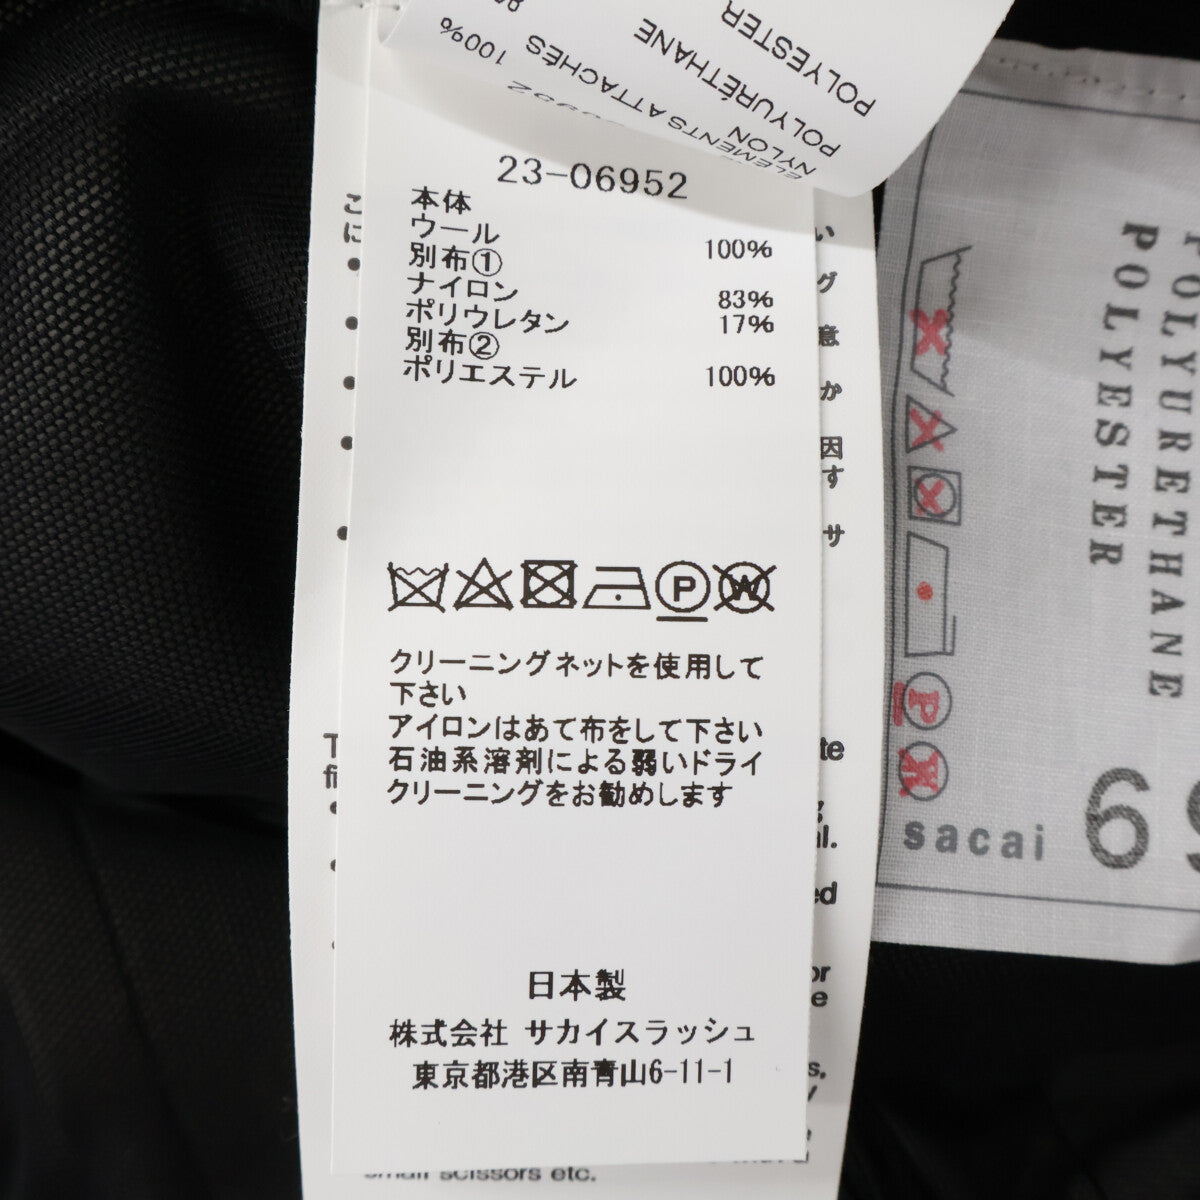 POLYESTER
POLYURÉTHANE
NYLON
ELEMENTS ATTACHÉS 100%
23-06952
本体
ウール 100%
別布①
ナイロン 83%
ポリウレタン 17%
別布②
ポリエステル 100%
P W
クリーニングネットを使用して
下さい
アイロンはあて布をして下さい
石油系溶剤による弱いドライ
クリーニングをお勧めします
日本製
株式会社 サカイスラッシュ
東京都港区南青山6-11-1
small scissors etc.
POLYURETHANE
POLYESTER
P
sacai